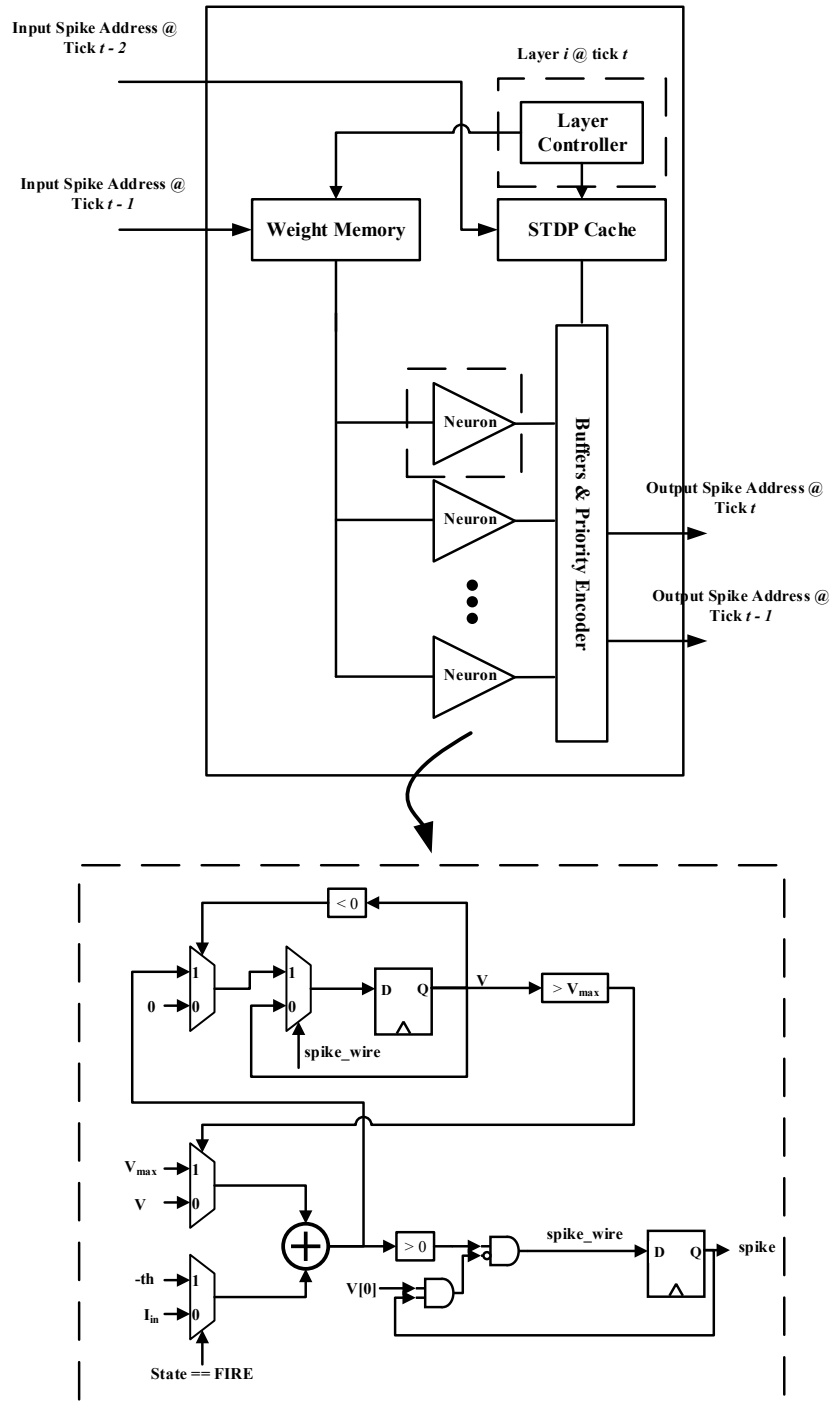 Input Spike Address @
Tick t - 2
Layer i @ tick t
Layer
Controller
Input Spike Address @
Tick t - 1
Weight Memory
STDP Cache
Neuron
Neuron
Neuron
Buffers & Priority Encoder
Output Spike Address @
Tick t
Output Spike Address @
Tick t - 1
< 0
1
0
0
1
0
D Q
V
> Vmax
spike_wire
Vmax
1
V
0
-th
1
Iin
0
State == FIRE
> 0
V[0]
spike_wire
D Q
spike